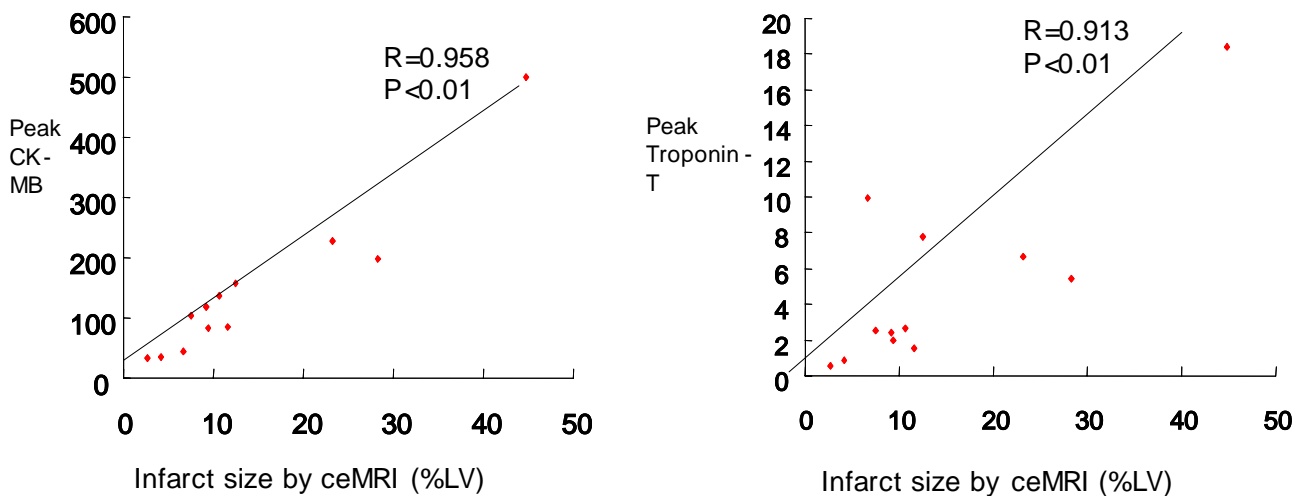 600
500
400
300
200
100
0
Peak
CK-
MB
R=0.958
P<0.01
0 10 20 30 40 50
Infarct size by ceMRI (%LV)
20
18
16
14
12
10
8
6
4
2
0
Peak
Troponin -
T
R=0.913
P<0.01
0 10 20 30 40 50
Infarct size by ceMRI (%LV)